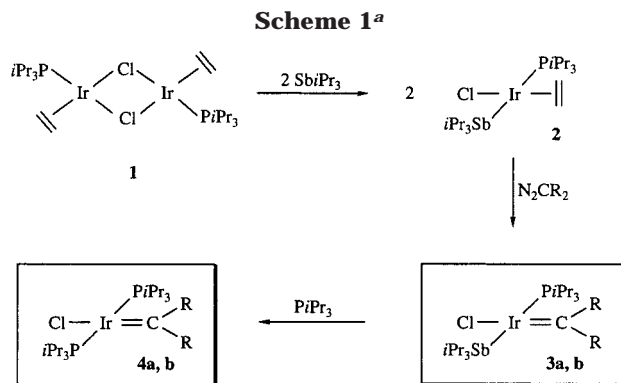 Scheme 1a
iPr3P
Cl
Ir
Ir
Cl
PiPr3
1
2 SbiPr3
2
PiPr3
Cl
Ir
iPr3Sb
2
N2CR2
PiPr3
Cl
Ir
C
R
R
iPr3P
4a, b
PiPr3
PiPr3
Cl
Ir
C
R
R
iPr3Sb
3a, b